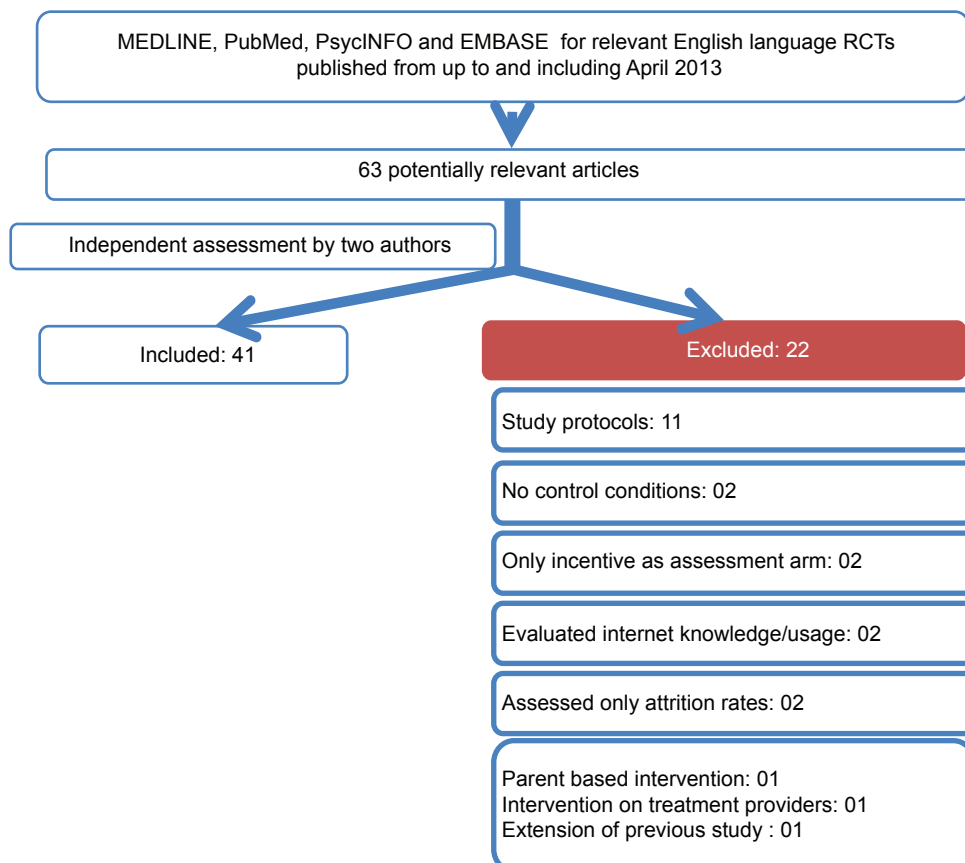 MEDLINE, PubMed, PsycINFO and EMBASE for relevant English language RCTs
published from up to and including April 2013
63 potentially relevant articles
Independent assessment by two authors
Included: 41
Excluded: 22
Study protocols: 11
No control conditions: 02
Only incentive as assessment arm: 02
Evaluated internet knowledge/usage: 02
Assessed only attrition rates: 02
Parent based intervention: 01
Intervention on treatment providers: 01
Extension of previous study : 01